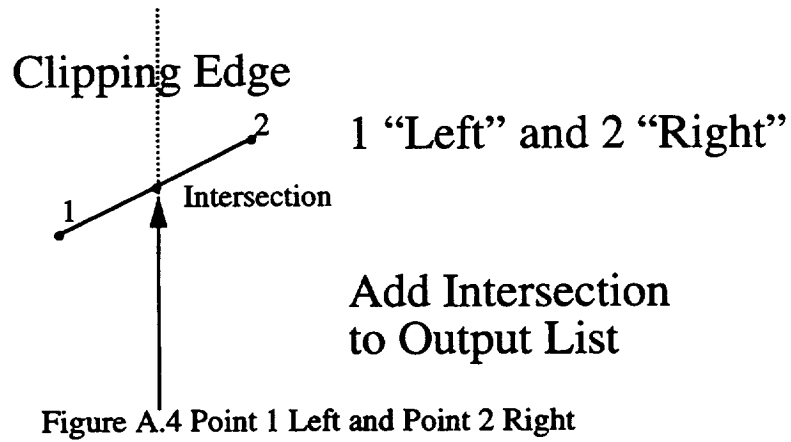 Clipping Edge
2
1 “Left” and 2 “Right”
1
Intersection
Add Intersection
to Output List
Figure A.4 Point 1 Left and Point 2 Right